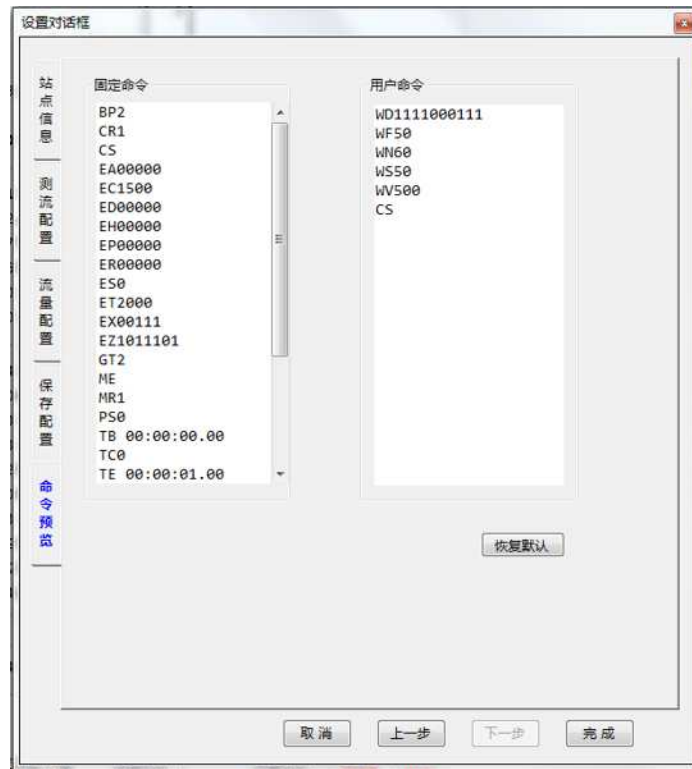 设置对话框
站点信息
测流配置
流量配置
保存配置
命令预览
固定命令
BP2
CR1
CS
EA00000
EC1500
ED00000
EH00000
EP00000
ER00000
ES0
ET2000
EX00111
EZ1011101
GT2
ME
MR1
PS0
TB 00:00:00.00
TC0
TE 00:00:01.00
用户命令
WD1111000111
WF50
WN60
WS50
WV500
CS
恢复默认
取 消
上一步
下一步
完 成